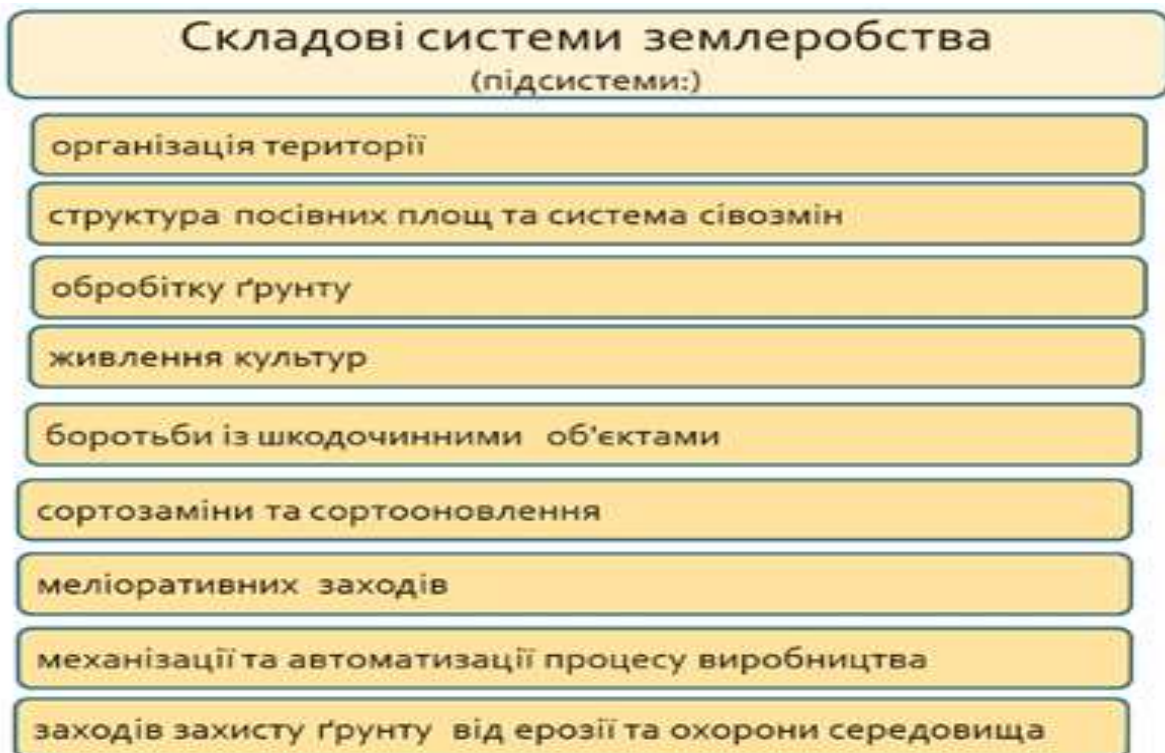 Складові системи землеробства
(підсистеми:)
організація території
структура посівних площ та система сівозмін
обробітку ґрунту
живлення культур
боротьби із шкодочинними об'єктами
сортозаміни та сортооновлення
меліоративних заходів
механізації та автоматизації процесу виробництва
заходів захисту ґрунту від ерозії та охорони середовища